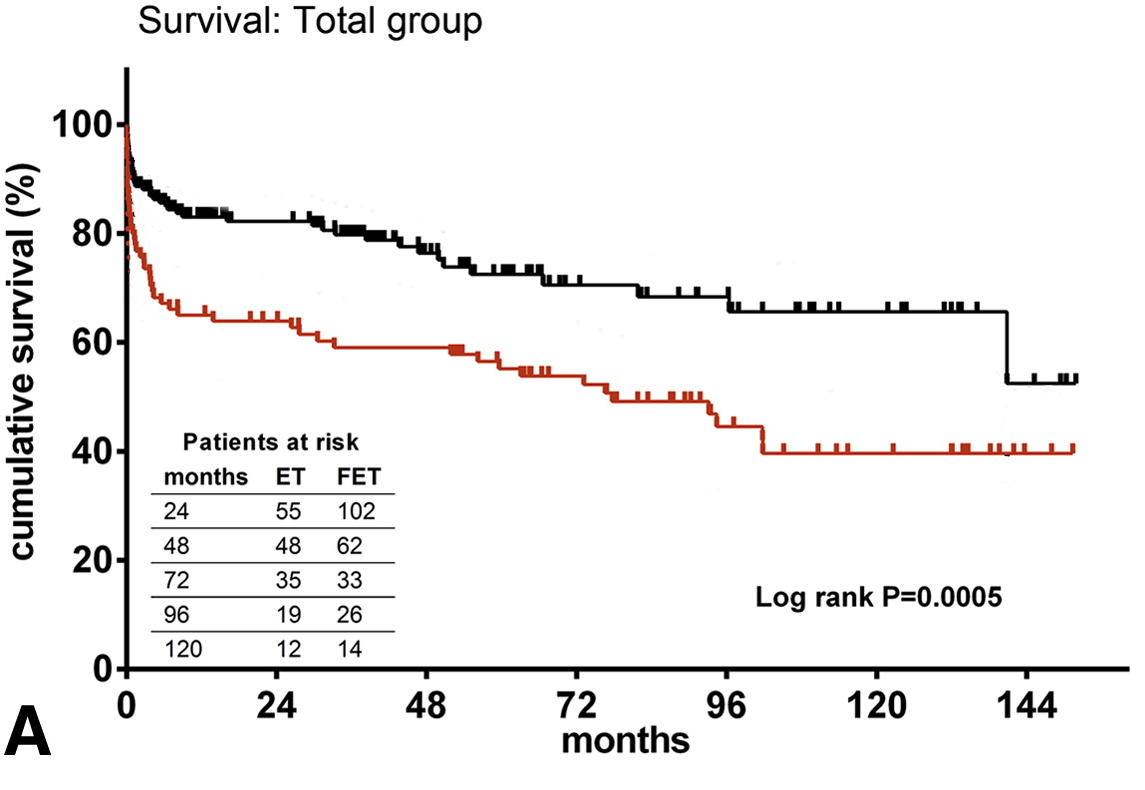 Survival: Total group
cumulative survival (%)
100
80
60
40
20
0
Patients at risk
months ET FET
24 55 102
48 48 62
72 35 33
96 19 26
120 12 14
Log rank P=0.0005
0 24 48 72 96 120 144
months
A